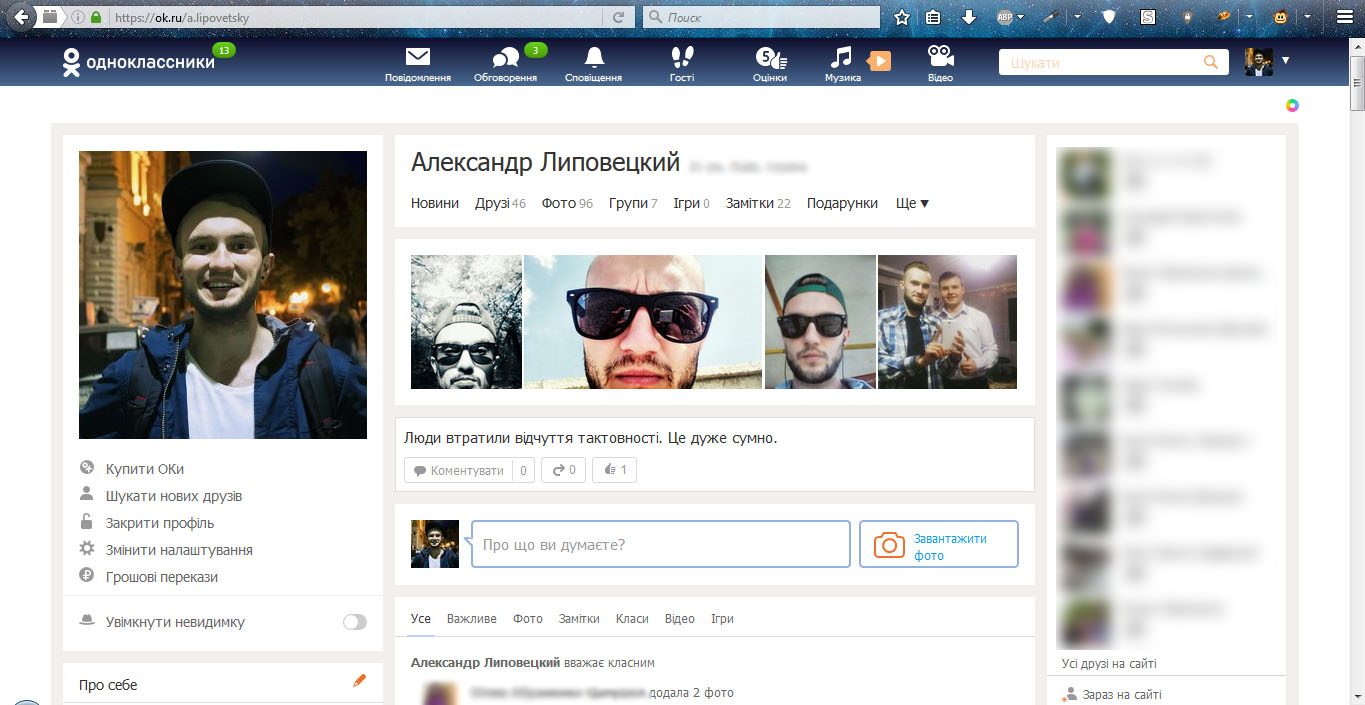 https://ok.ru/a.lipovetsky
Поиск
ABP
S
одноклассники 13
Повідомлення
Обговорення 3
Сповіщення
Гості
5
Оцінки
Музика
Відео
Шукати
Александр Липовецкий
Новини Друзі 46 Фото 96 Групи 7 Ігри 0 Замітки 22 Подарунки Ще ▼
Люди втратили відчуття тактовності. Це дуже сумно.
Коментувати 0 0 1
Купити ОКи
Шукати нових друзів
Закрити профіль
Змінити налаштування
Грошові перекази
Увімкнути невидимку
Про себе
Про що ви думаєте?
Завантажити
фото
Усе Важливе Фото Замітки Класи Відео Ігри
Александр Липовецкий вважає класним
додала 2 фото
Усі друзі на сайті
Зараз на сайті